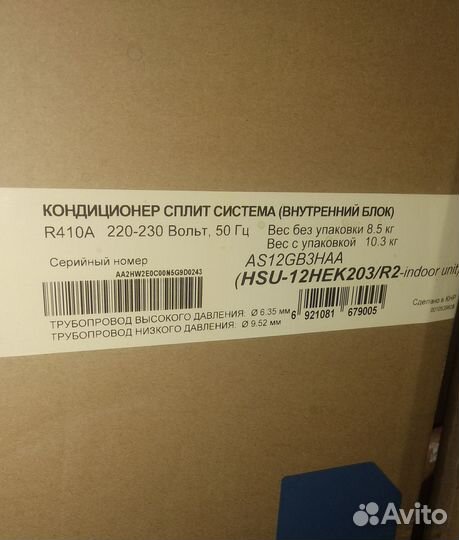 КОНДИЦИОНЕР СПЛИТ СИСТЕМА (ВНУТРЕННИЙ БЛОК)
R410A 220-230 Вольт, 50 Гц Вес без упаковки 8.5 кг
Вес с упаковкой 10.3 кг
Серийный номер AS12GB3HAA
AA2HW2E0C00N5G9D0243 (HSU-12HEK203/R2-indoor unit)
Сделано в КНР
ТРУБОПРОВОД ВЫСОКОГО ДАВЛЕНИЯ: Ø 6.35 мм
ТРУБОПРОВОД НИЗКОГО ДАВЛЕНИЯ: Ø 9.52 мм
6 921081 679005
Avito